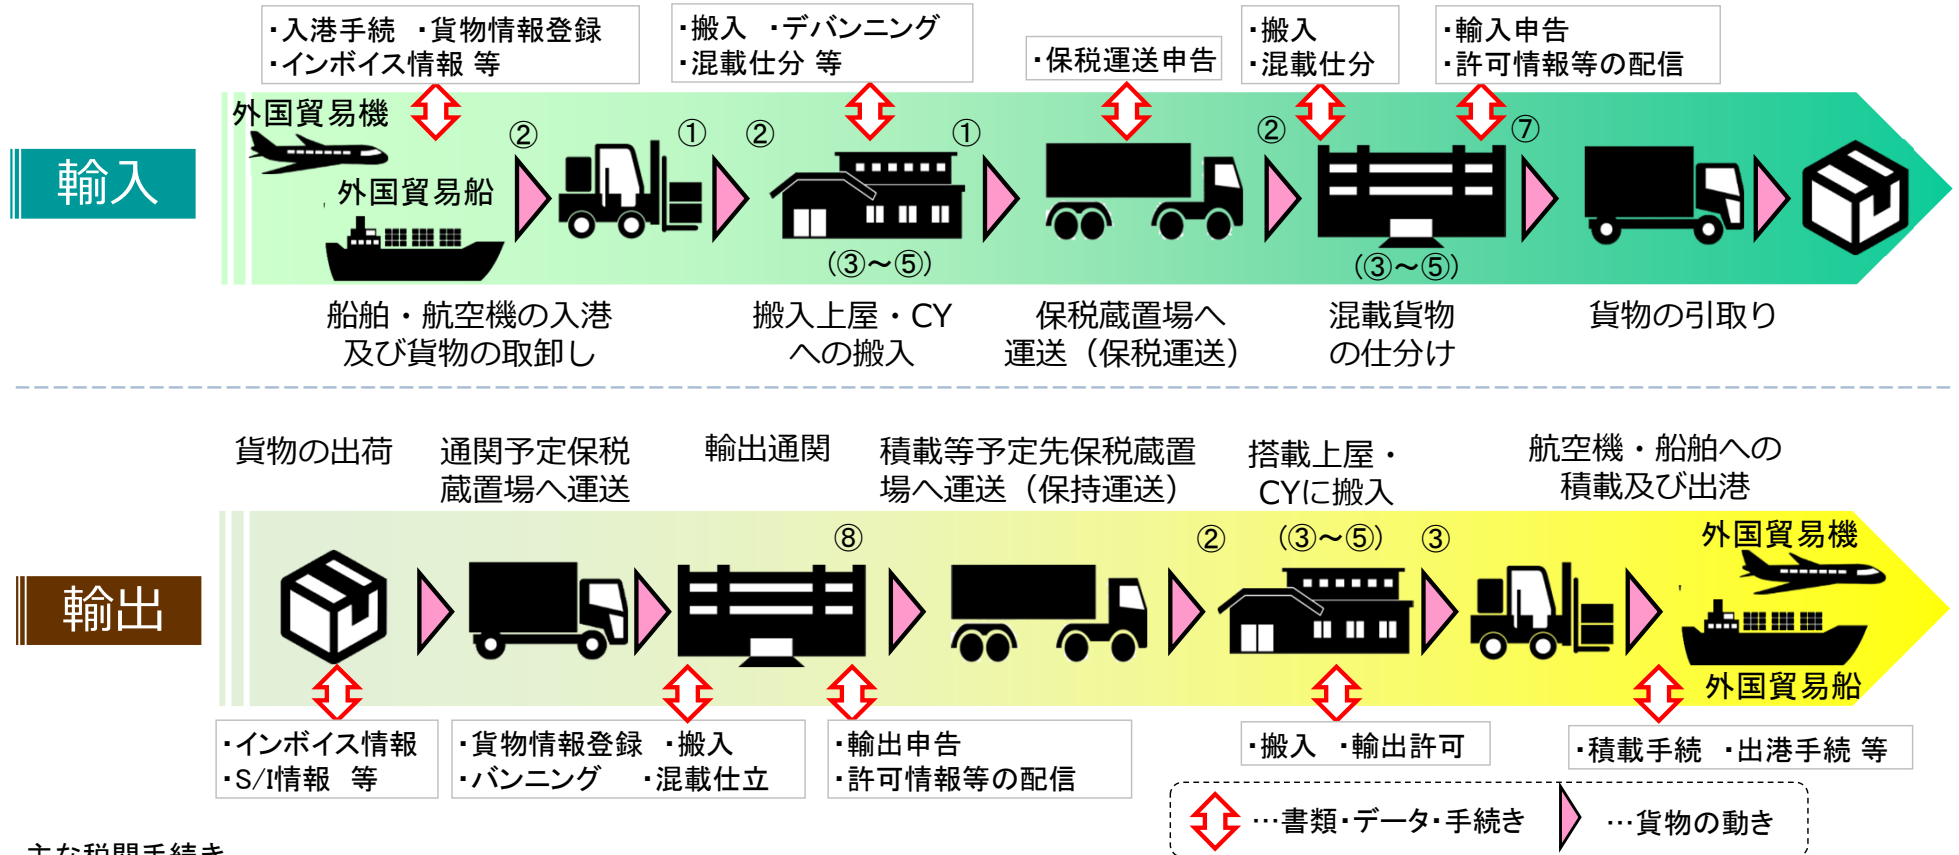 ・入港手続 ・貨物情報登録
・インボイス情報 等
・搬入 ・デバンニング
・混載仕分 等
・保税運送申告
・搬入
・混載仕分
・輸入申告
・許可情報等の配信
輸入
外国貿易機
外国貿易船
②
①
②
①
②
⑦
(③～⑤)
(③～⑤)
船舶・航空機の入港
及び貨物の取卸し
搬入上屋・CY
への搬入
保税蔵置場へ
運送（保税運送）
混載貨物
の仕分け
貨物の引取り
貨物の出荷
通関予定保税
蔵置場へ運送
輸出通関
積載等予定先保税蔵置
場へ運送（保持運送）
搭載上屋・
CYに搬入
航空機・船舶への
積載及び出港
輸出
⑧
②
(③～⑤)
③
外国貿易機
外国貿易船
・インボイス情報
・S/I情報 等
・貨物情報登録 ・搬入
・バンニング ・混載仕立
・輸出申告
・許可情報等の配信
・搬入 ・輸出許可
・積載手続 ・出港手続 等
…書類・データ・手続き
…貨物の動き
主な税関手続き